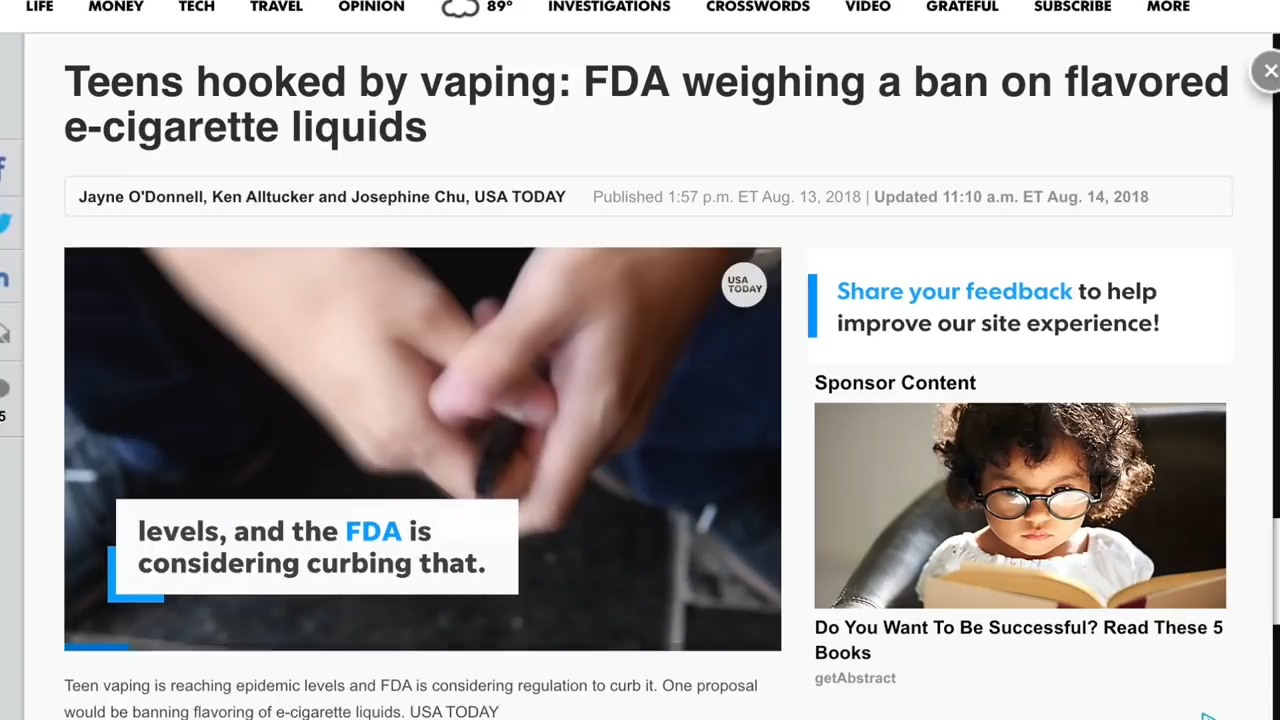 LIFE MONEY TECH TRAVEL OPINION 89° INVESTIGATIONS CROSSWORDS VIDEO GRATEFUL SUBSCRIBE MORE
Teens hooked by vaping: FDA weighing a ban on flavored
e-cigarette liquids
Jayne O'Donnell, Ken Alltucker and Josephine Chu, USA TODAY Published 1:57 p.m. ET Aug. 13, 2018 | Updated 11:10 a.m. ET Aug. 14, 2018
USA
TODAY
levels, and the FDA is
considering curbing that.
Teen vaping is reaching epidemic levels and FDA is considering regulation to curb it. One proposal
would be banning flavoring of e-cigarette liquids. USA TODAY
5
Share your feedback to help
improve our site experience!
Sponsor Content
Do You Want To Be Successful? Read These 5
Books
getAbstract